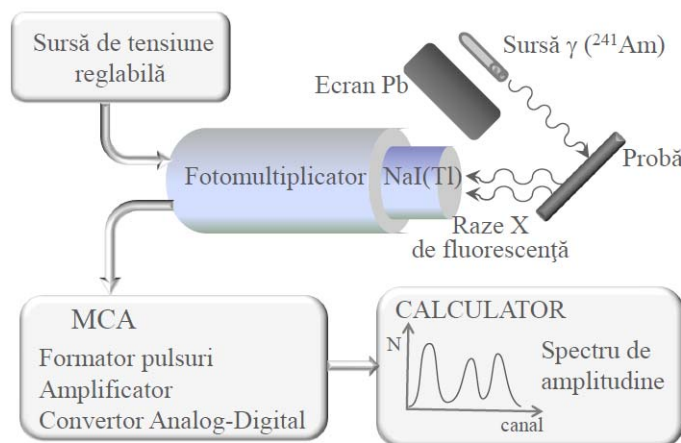 Sursă de tensiune
reglabilă
Sursă γ (²⁴¹Am)
Ecran Pb
Probă
Fotomultiplicator
NaI(Tl)
Raze X
de fluorescenţă
MCA
Formator pulsuri
Amplificator
Convertor Analog-Digital
CALCULATOR
N
Spectru de
amplitudine
canal